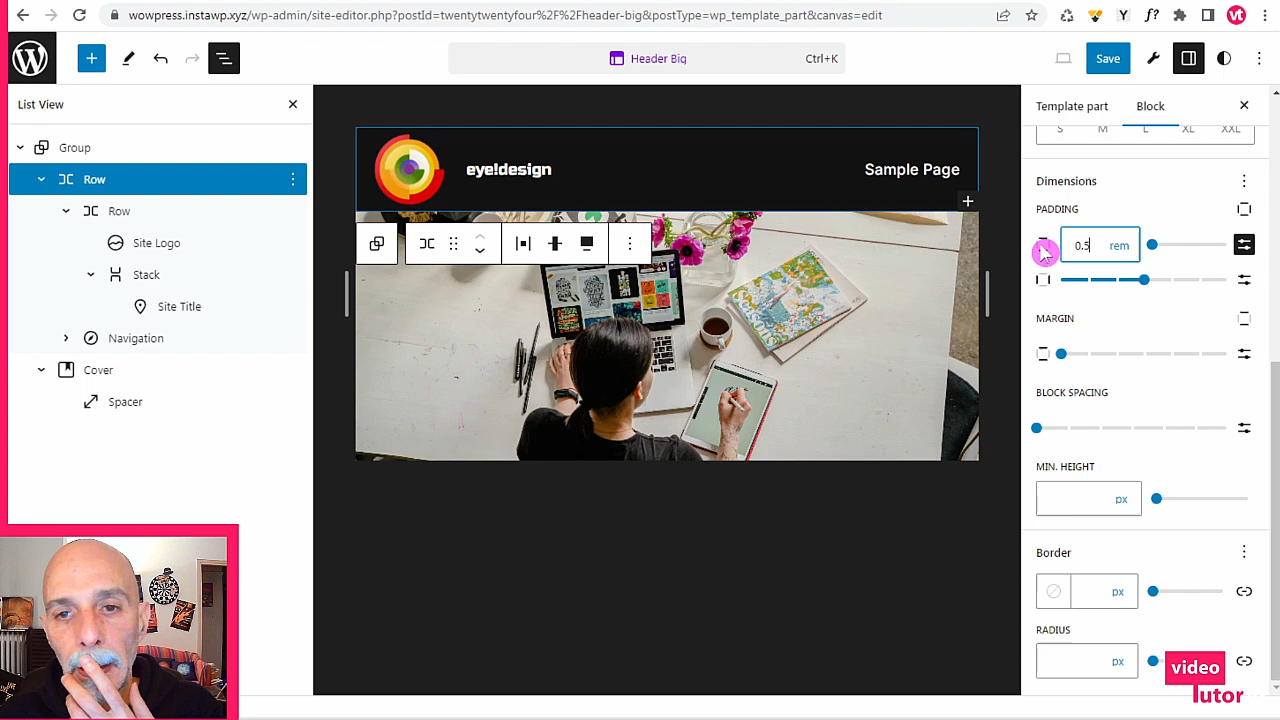 wowpress.instawp.xyz/wp-admin/site-editor.php?postId=twentytwentyfour%2F%2Fheader-big&postType=wp_template_part&canvas=edit
Y
f?
vt
Header Big
Ctrl+K
Save
List View
Template part
Block
S M L XL XXL
Group
Row
Row
Site Logo
Stack
Site Title
Navigation
Cover
Spacer
eye!design
Sample Page
Dimensions
PADDING
0.5 rem
MARGIN
BLOCK SPACING
MIN. HEIGHT
px
Border
px
RADIUS
px
video
tutor